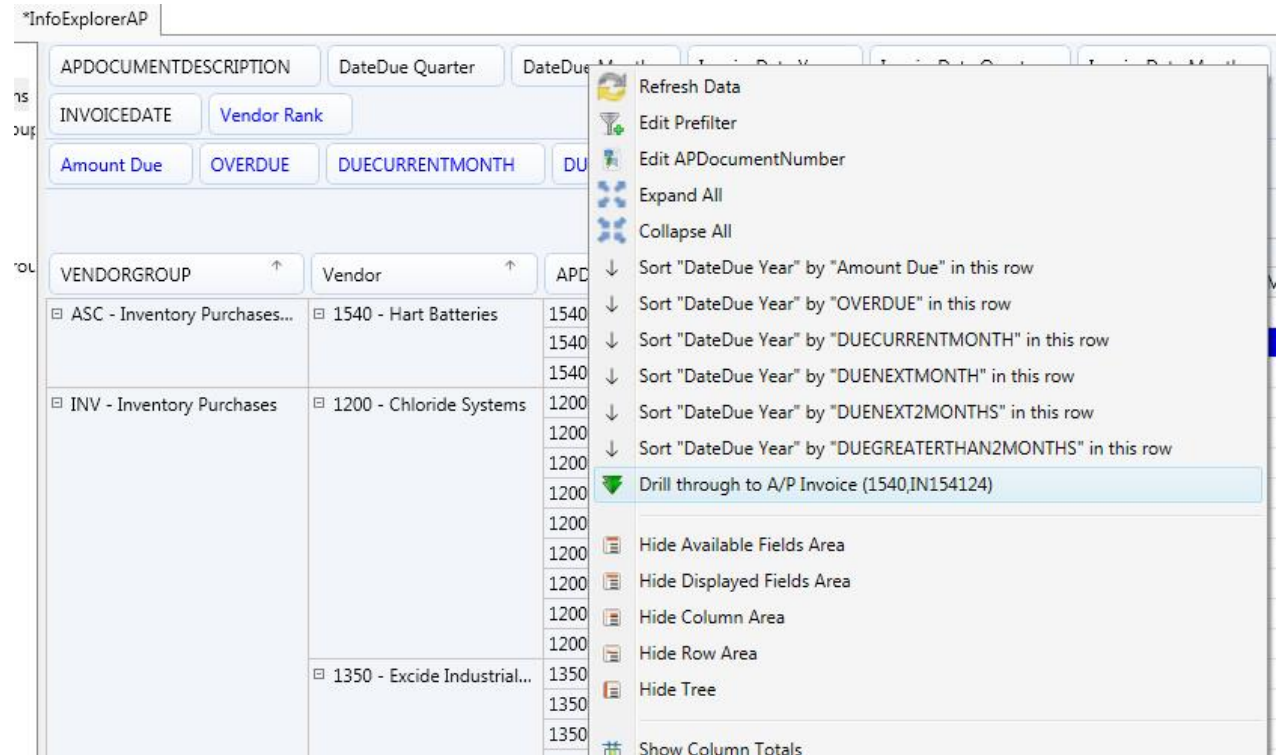 *InfoExplorerAP
APDOCUMENTDESCRIPTION DateDue Quarter
INVOICEDATE Vendor Rank
Amount Due OVERDUE DUECURRENTMONTH DU
VENDORGROUP Vendor APD
ASC - Inventory Purchases... 1540 - Hart Batteries 1540
1540
1540
INV - Inventory Purchases 1200 - Chloride Systems 1200
1200
1200
1200
1200
1200
1200
1200
1200
1350 - Excide Industrial... 1350
1350
1350
Refresh Data
Edit Prefilter
Edit APDocumentNumber
Expand All
Collapse All
Sort "DateDue Year" by "Amount Due" in this row
Sort "DateDue Year" by "OVERDUE" in this row
Sort "DateDue Year" by "DUECURRENTMONTH" in this row
Sort "DateDue Year" by "DUENEXTMONTH" in this row
Sort "DateDue Year" by "DUENEXT2MONTHS" in this row
Sort "DateDue Year" by "DUEGREATERTHAN2MONTHS" in this row
Drill through to A/P Invoice (1540,IN154124)
Hide Available Fields Area
Hide Displayed Fields Area
Hide Column Area
Hide Row Area
Hide Tree
Show Column Totals